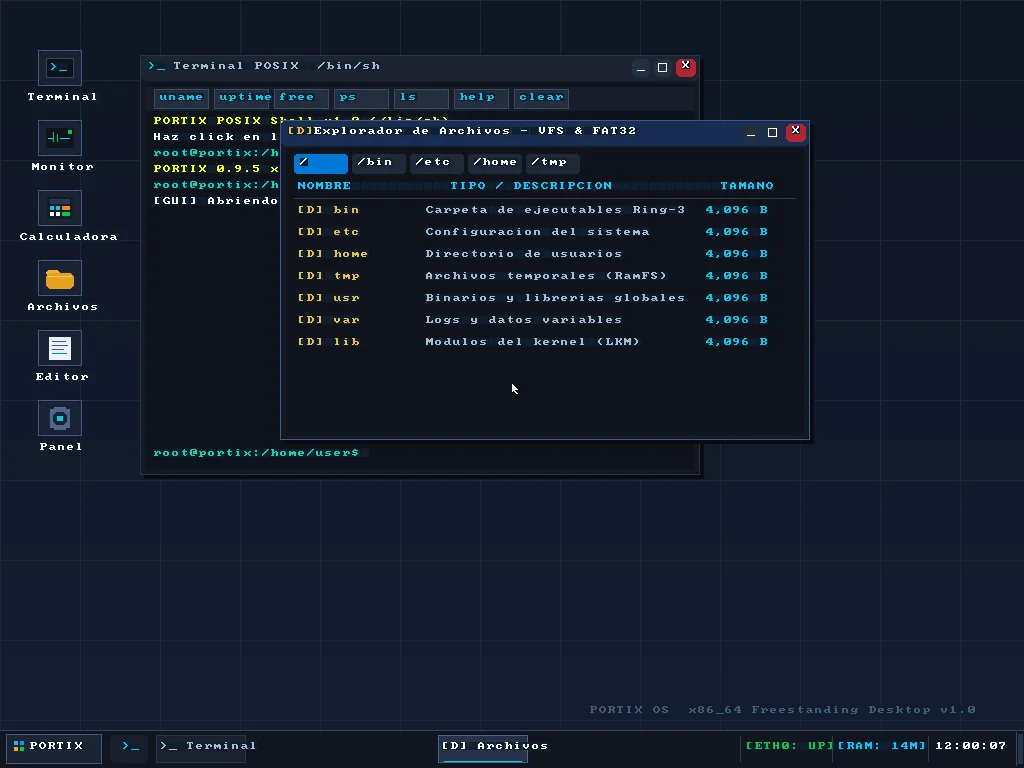 >_ Terminal POSIX /bin/sh
uname uptime free ps ls help clear
PORTIX POSIX Shell v1.0 (/bin/sh)
Haz click en l
root@portix:/h
PORTIX 0.9.5 x
root@portix:/h
[GUI] Abriendo
root@portix:/home/user$
[D]Explorador de Archivos - VFS & FAT32
/ /bin /etc /home /tmp
NOMBRE TIPO / DESCRIPCION TAMANO
[D] bin Carpeta de ejecutables Ring-3 4,096 B
[D] etc Configuracion del sistema 4,096 B
[D] home Directorio de usuarios 4,096 B
[D] tmp Archivos temporales (RamFS) 4,096 B
[D] usr Binarios y librerias globales 4,096 B
[D] var Logs y datos variables 4,096 B
[D] lib Modulos del kernel (LKM) 4,096 B
>_
Terminal
Monitor
Calculadora
Archivos
Editor
Panel
PORTIX OS x86_64 Freestanding Desktop v1.0
PORTIX >_ >_ Terminal [D] Archivos [ETH0: UP] [RAM: 14M] 12:00:07